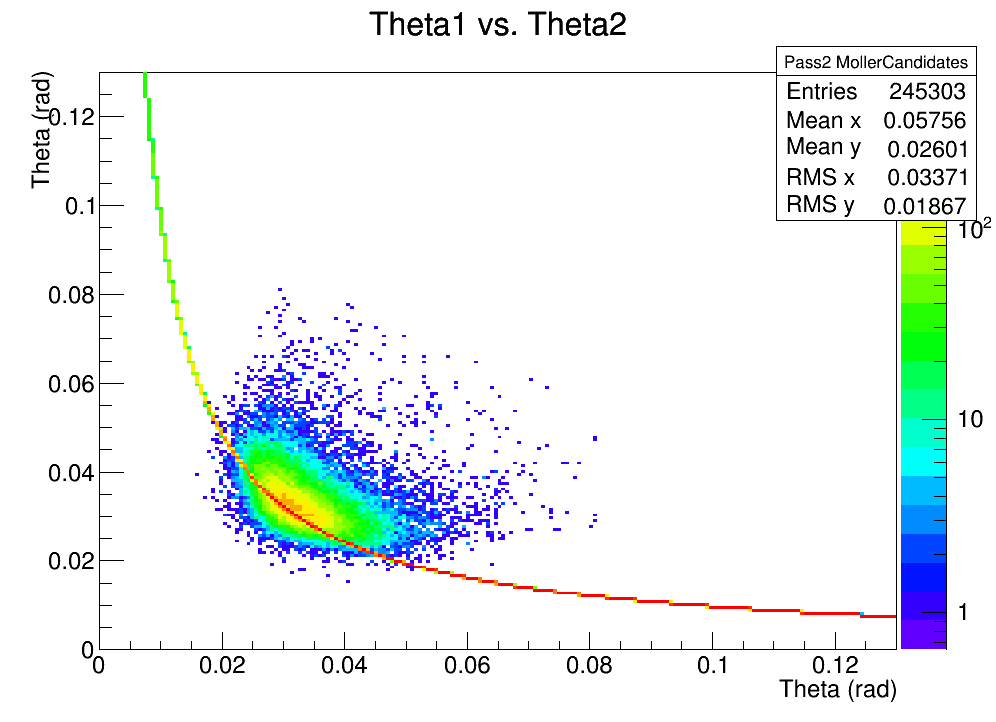 Theta1 vs. Theta2
Pass2 MollerCandidates
Entries 245303
Mean x 0.05756
Mean y 0.02601
RMS x 0.03371
RMS y 0.01867
Theta (rad)
0.12
0.1
0.08
0.06
0.04
0.02
0
0 0.02 0.04 0.06 0.08 0.1 0.12
Theta (rad)
10²
10
1